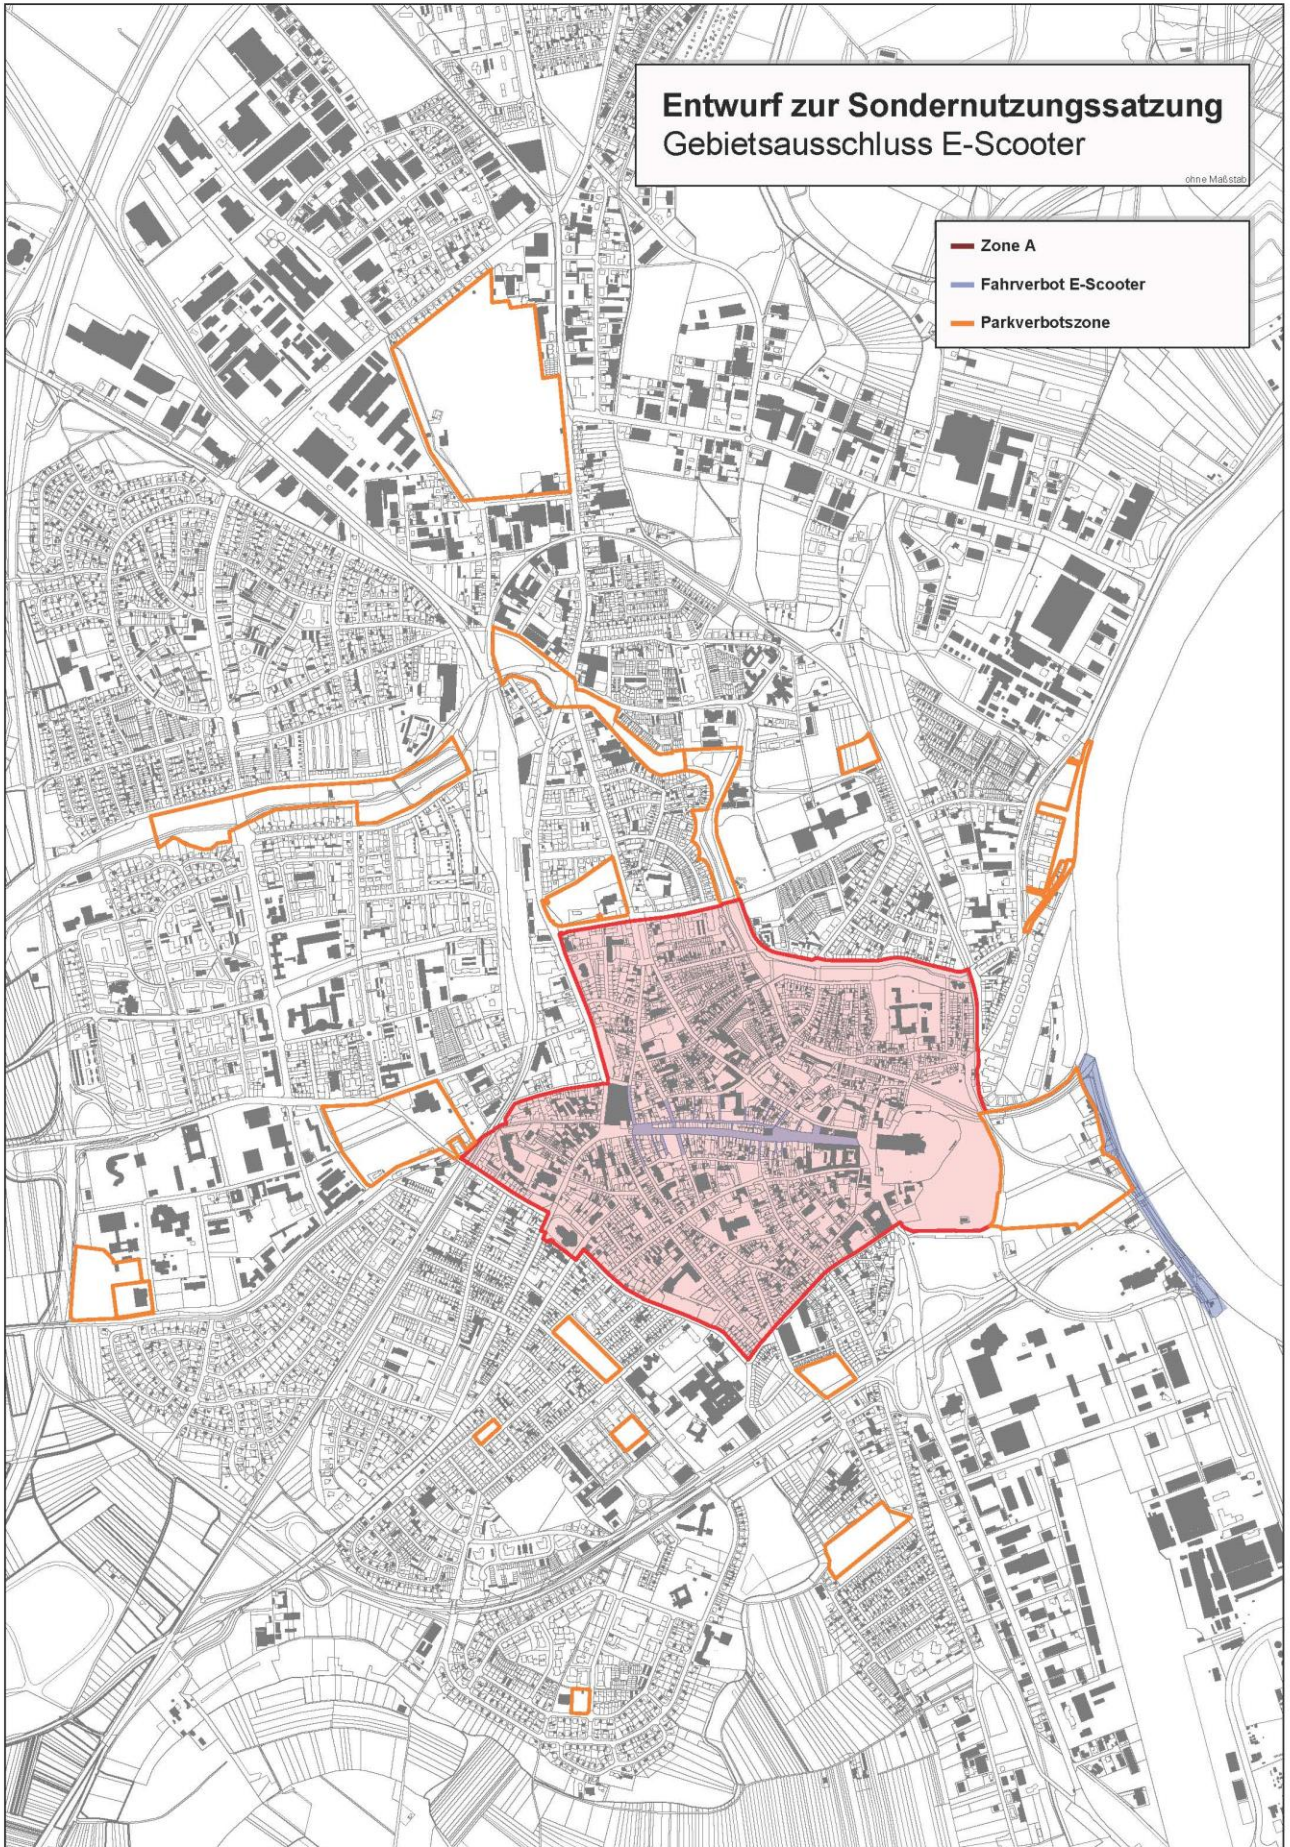 Entwurf zur Sondernutzungssatzung
Gebietsausschluss E-Scooter
ohne Maßstab
Zone A
Fahrverbot E-Scooter
Parkverbotszone